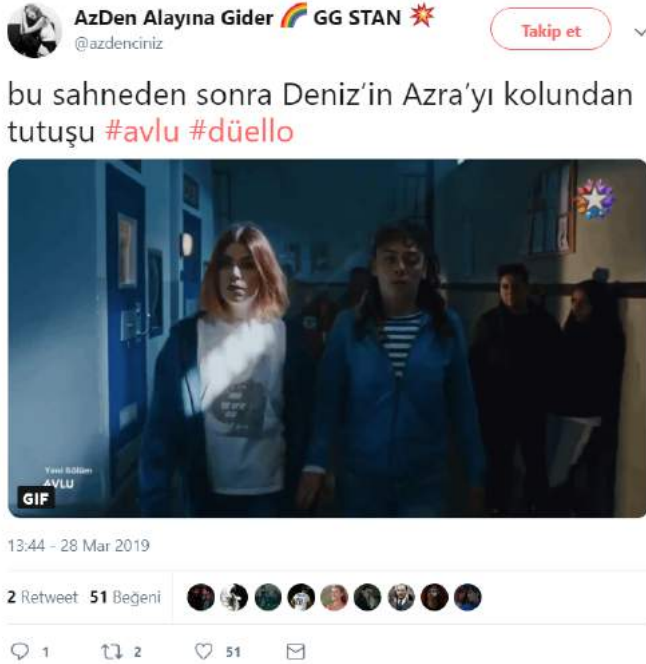 AzDen Alayına Gider 🌈 GG STAN 💥
@azdenciniz
Takip et
bu sahneden sonra Deniz'in Azra'yı kolundan
tutuşu #avlu #düello
Yeni Bölüm
AVLU
GIF
13:44 - 28 Mar 2019
2 Retweet 51 Beğeni
1 2 51